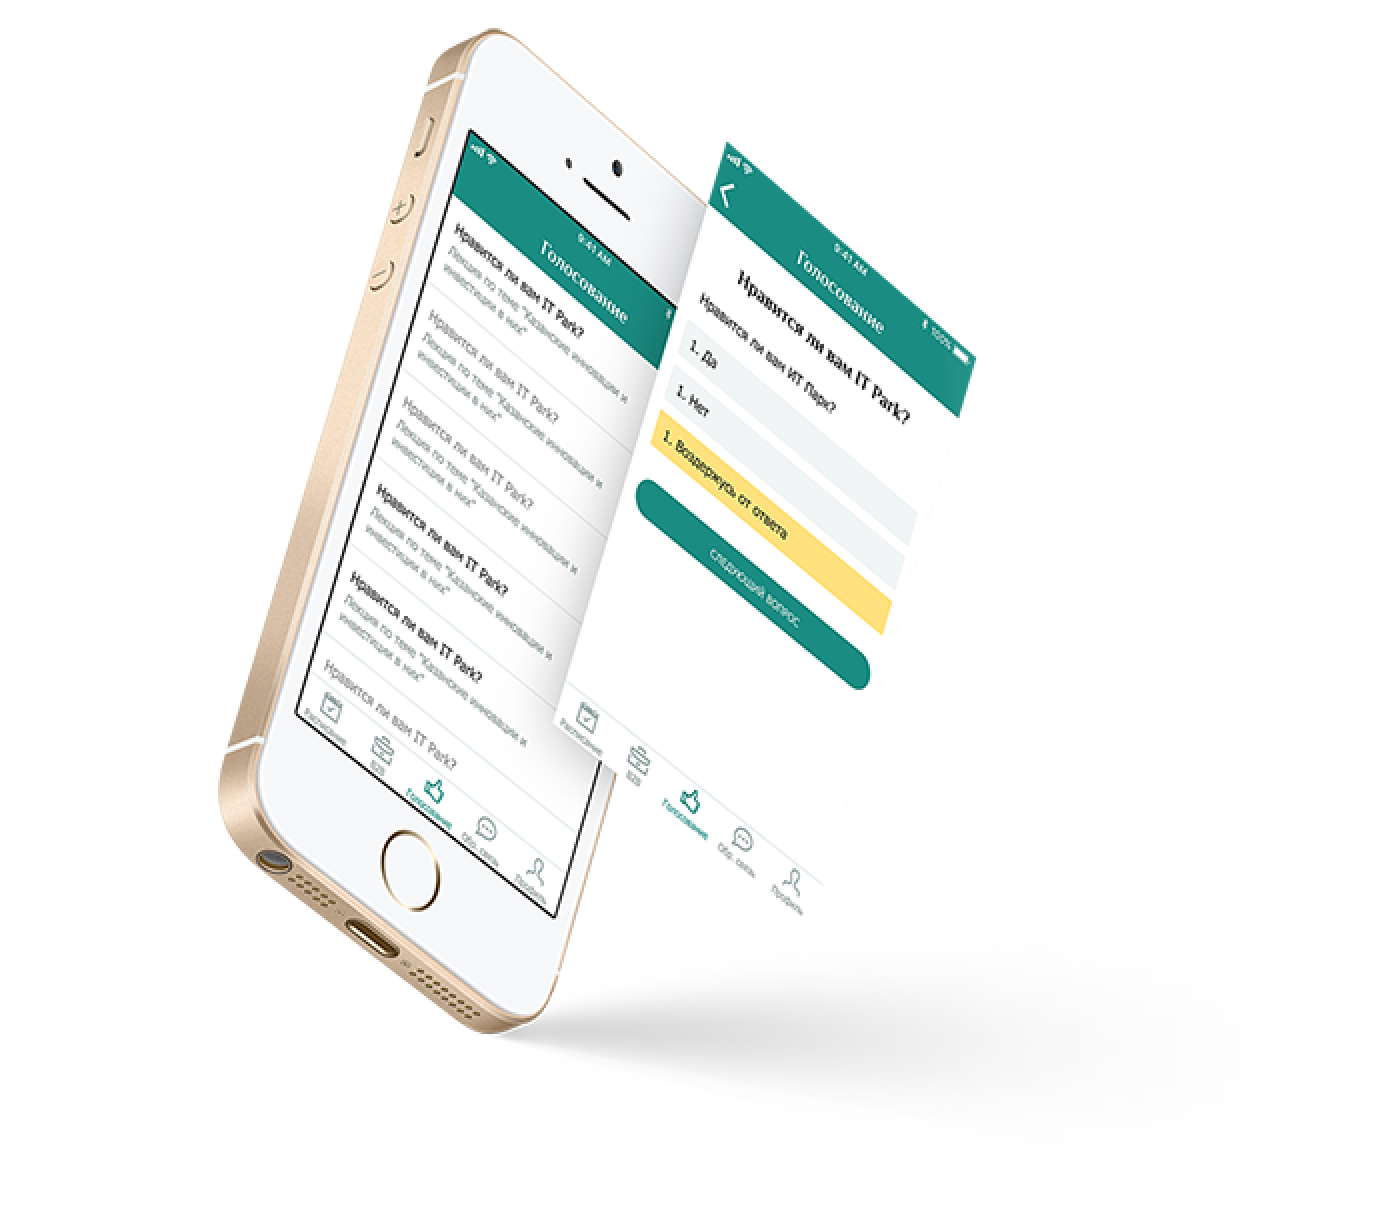 9:41 AM
Голосование
Нравится ли вам IT Park?
Лекция по теме "Казанские инновации и
инвестиции в них"
Нравится ли вам IT Park?
Лекция по теме "Казанские инновации и
инвестиции в них"
Нравится ли вам IT Park?
Лекция по теме "Казанские инновации и
инвестиции в них"
Нравится ли вам IT Park?
Лекция по теме "Казанские инновации и
инвестиции в них"
Нравится ли вам IT Park?
Лекция по теме "Казанские инновации и
инвестиции в них"
Нравится ли вам IT Park?
Расписание
B2B
Голосование
Обр. связь
Профиль
9:41 AM
100%
Голосование
Нравится ли вам IT Park?
Нравится ли вам ИТ Парк?
1. Да
1. Нет
1. Воздержусь от ответа
СЛЕДУЮЩИЙ ВОПРОС
Расписание
B2B
Голосование
Обр. связь
Профиль